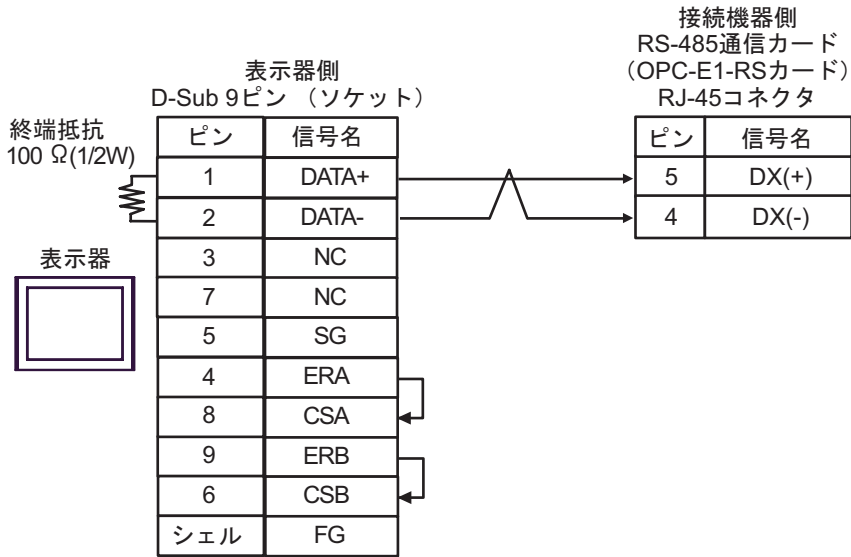 接続機器側
RS-485通信カード
（OPC-E1-RSカード）
RJ-45コネクタ
表示器側
D-Sub 9ピン （ソケット）
終端抵抗
100 Ω(1/2W)
表示器
ピン 信号名
1 DATA+
2 DATA-
3 NC
7 NC
5 SG
4 ERA
8 CSA
9 ERB
6 CSB
シェル FG
ピン 信号名
5 DX(+)
4 DX(-)